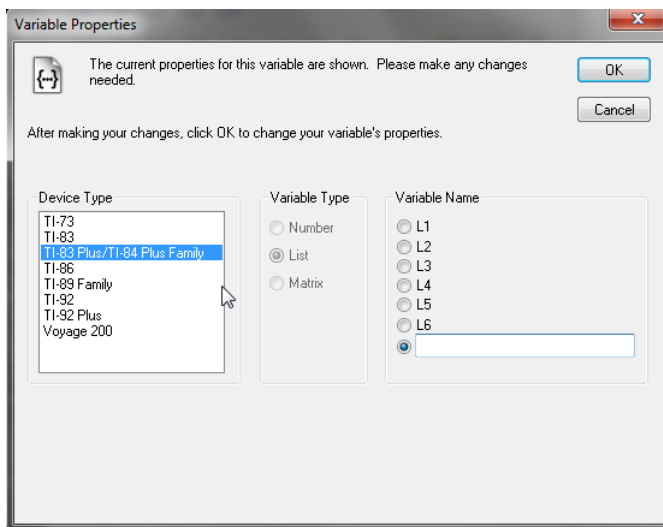 Variable Properties
The current properties for this variable are shown. Please make any changes
needed.
OK
Cancel
After making your changes, click OK to change your variable's properties.
Device Type
TI-73
TI-83
TI-83 Plus/TI-84 Plus Family
TI-86
TI-89 Family
TI-92
TI-92 Plus
Voyage 200
Variable Type
Number
List
Matrix
Variable Name
L1
L2
L3
L4
L5
L6